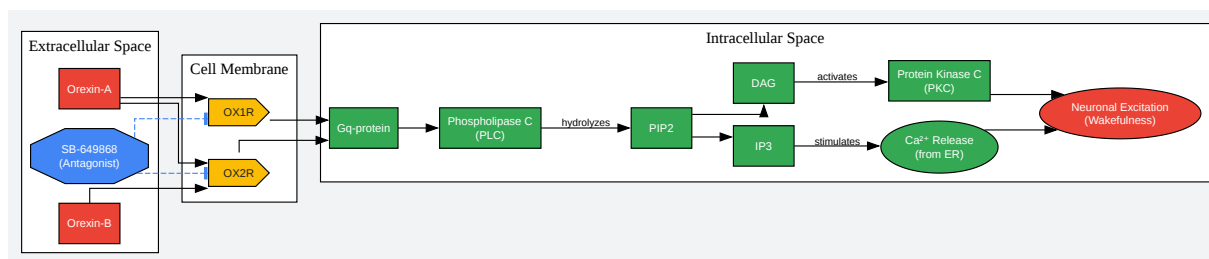 Extracellular Space
Orexin-A
SB-649868
(Antagonist)
Orexin-B
Cell Membrane
OX1R
OX2R
Intracellular Space
Gq-protein
Phospholipase C
(PLC)
hydrolyzes
PIP2
DAG
IP3
activates
stimulates
Protein Kinase C
(PKC)
Ca²⁺ Release
(from ER)
Neuronal Excitation
(Wakefulness)